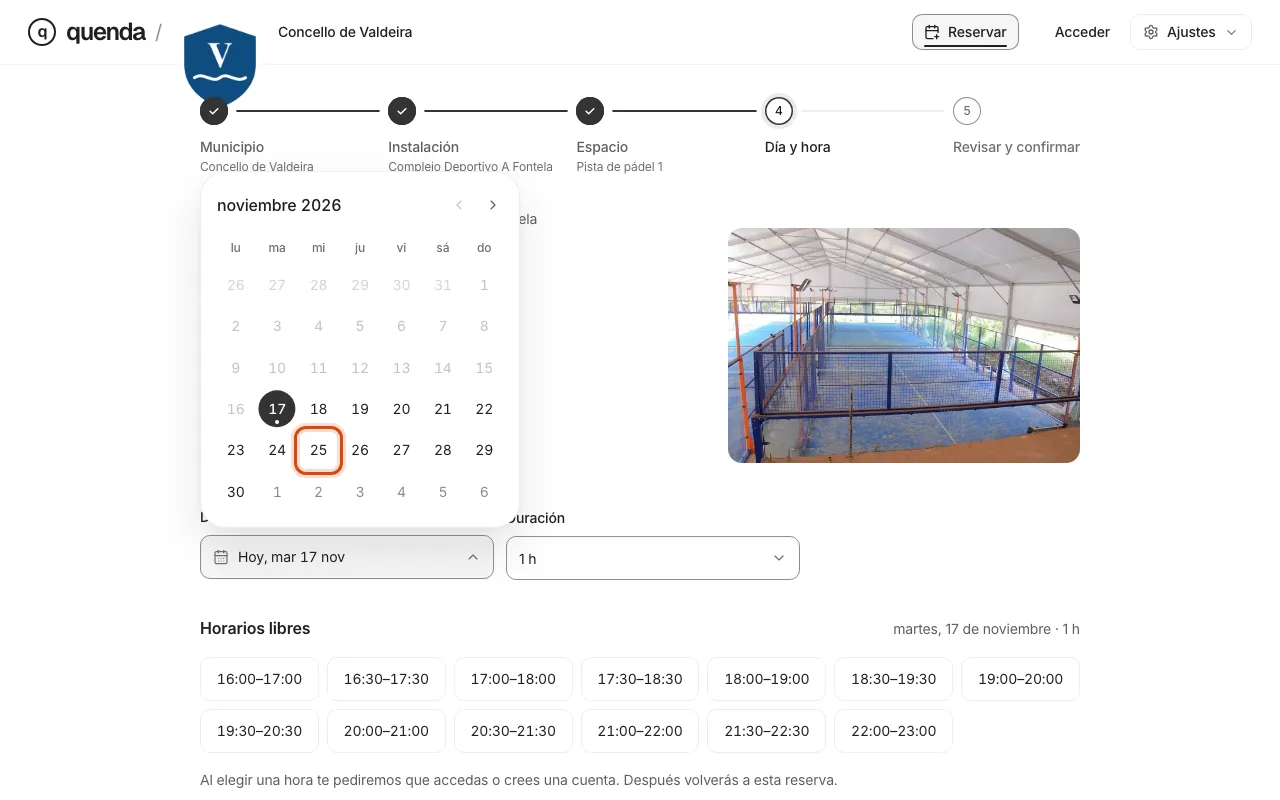 q quenda / V Concello de Valdeira Reservar Acceder Ajustes
4 5
Municipio Instalación Espacio Día y hora Revisar y confirmar
Concello de Valdeira Complejo Deportivo A Fontela Pista de pádel 1
noviembre 2026
ela
lu ma mi ju vi sá do
26 27 28 29 30 31 1
2 3 4 5 6 7 8
9 10 11 12 13 14 15
16 17 18 19 20 21 22
23 24 25 26 27 28 29
30 1 2 3 4 5 6
Duración
Hoy, mar 17 nov 1 h
Horarios libres martes, 17 de noviembre · 1 h
16:00–17:00 16:30–17:30 17:00–18:00 17:30–18:30 18:00–19:00 18:30–19:30 19:00–20:00
19:30–20:30 20:00–21:00 20:30–21:30 21:00–22:00 21:30–22:30 22:00–23:00
Al elegir una hora te pediremos que accedas o crees una cuenta. Después volverás a esta reserva.